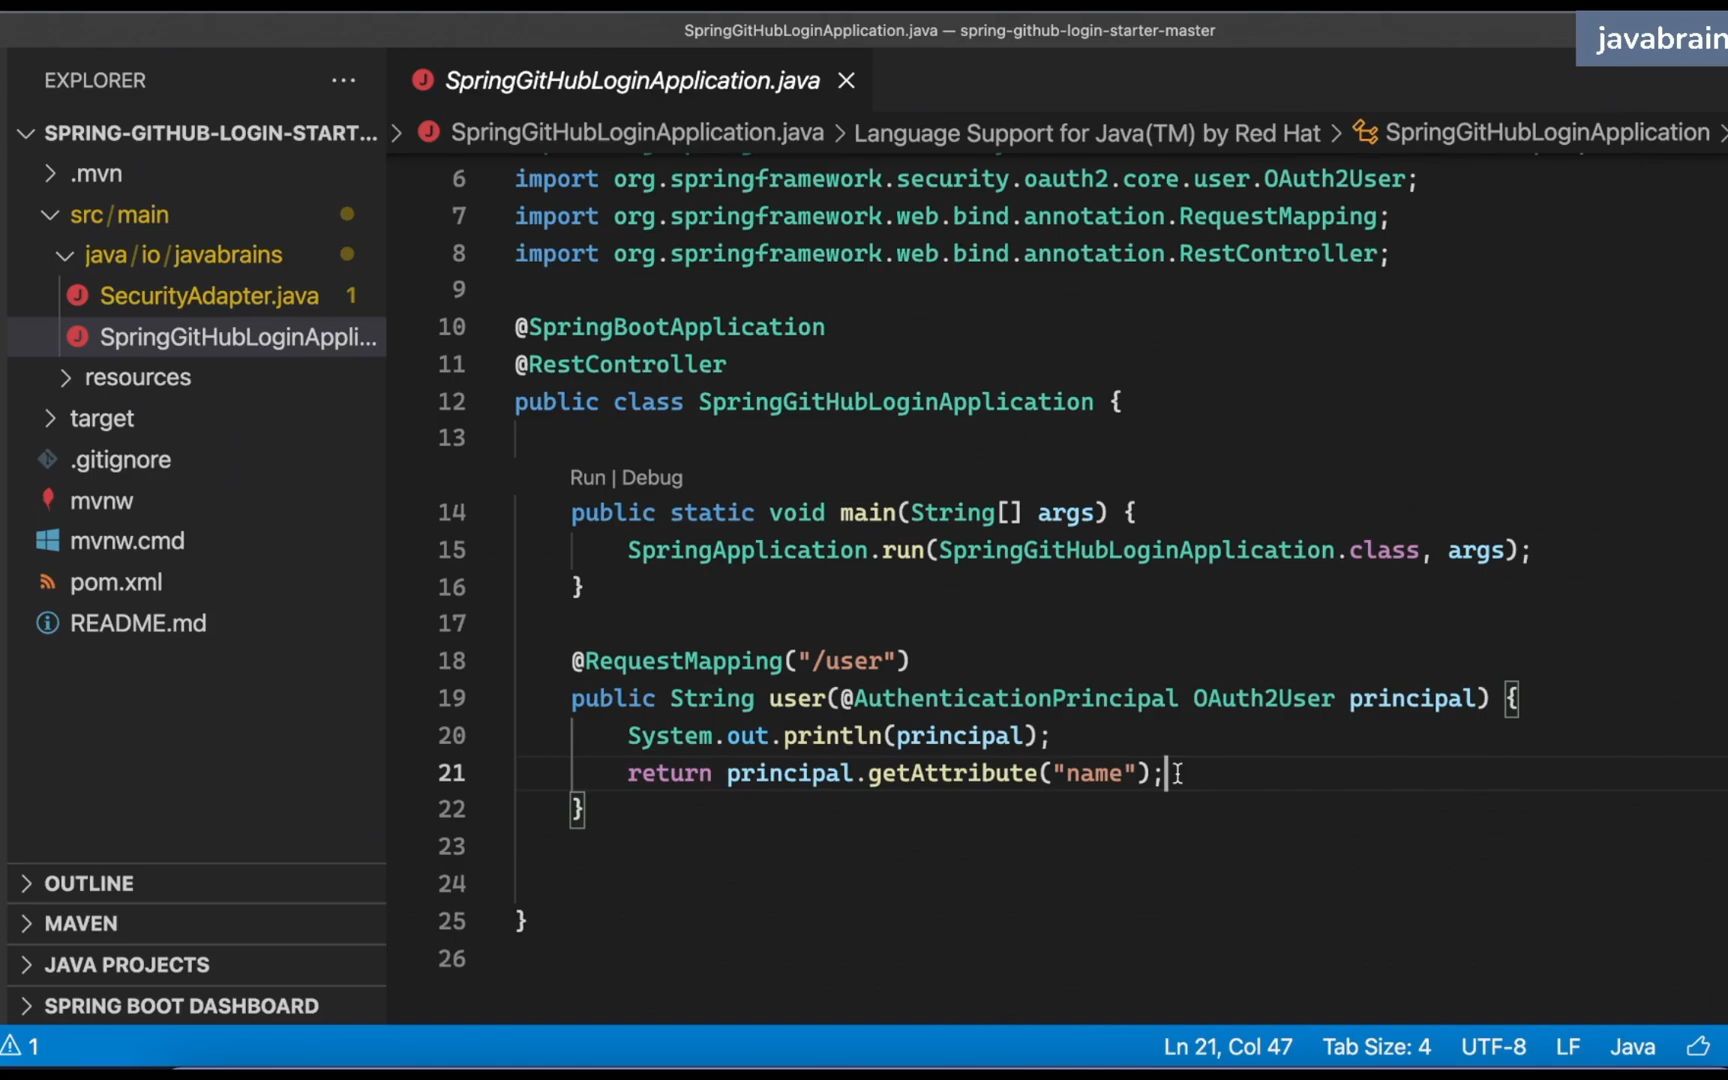 SpringGitHubLoginApplication.java — spring-github-login-starter-master
javabrain
EXPLORER ...
SPRING-GITHUB-LOGIN-START...
.mvn
src/main
java/io/javabrains
SecurityAdapter.java 1
SpringGitHubLoginAppli...
resources
target
.gitignore
mvnw
mvnw.cmd
pom.xml
README.md
OUTLINE
MAVEN
JAVA PROJECTS
SPRING BOOT DASHBOARD
SpringGitHubLoginApplication.java
SpringGitHubLoginApplication.java > Language Support for Java(TM) by Red Hat > SpringGitHubLoginApplication >
6 import org.springframework.security.oauth2.core.user.OAuth2User;
7 import org.springframework.web.bind.annotation.RequestMapping;
8 import org.springframework.web.bind.annotation.RestController;
9
10 @SpringBootApplication
11 @RestController
12 public class SpringGitHubLoginApplication {
13
Run | Debug
14 public static void main(String[] args) {
15 SpringApplication.run(SpringGitHubLoginApplication.class, args);
16 }
17
18 @RequestMapping("/user")
19 public String user(@AuthenticationPrincipal OAuth2User principal) {
20 System.out.println(principal);
21 return principal.getAttribute("name");
22 }
23
24
25 }
26
1 Ln 21, Col 47 Tab Size: 4 UTF-8 LF Java